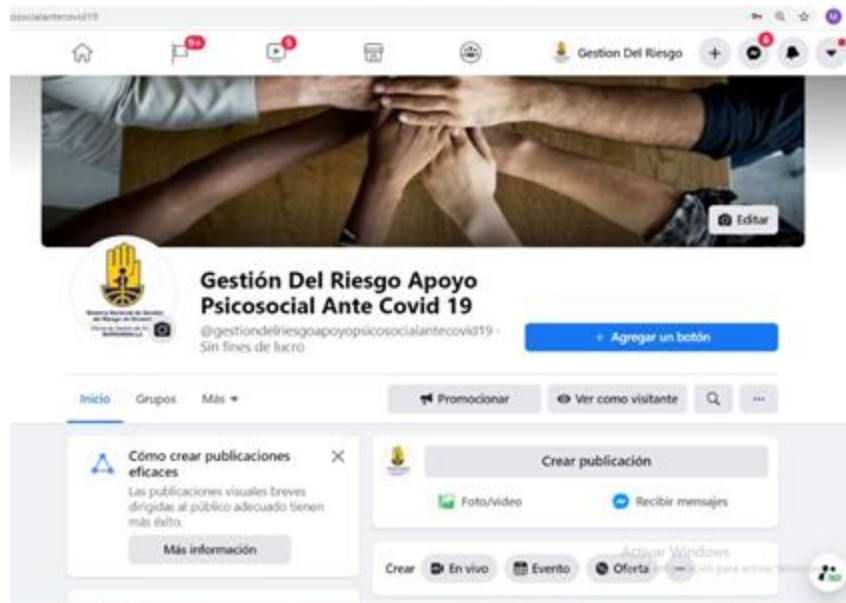 9+
5
Gestion Del Riesgo
6
Editar
Gestión Del Riesgo Apoyo
Psicosocial Ante Covid 19
@gestiondelriesgoapoyopsicosocialantecovid19 ·
Sin fines de lucro
+ Agregar un botón
Inicio
Grupos
Más
Promocionar
Ver como visitante
Cómo crear publicaciones
eficaces
Las publicaciones visuales breves
dirigidas al público adecuado tienen
más éxito.
Más información
Crear publicación
Foto/video
Recibir mensajes
Crear
En vivo
Evento
Oferta
Activar Windows